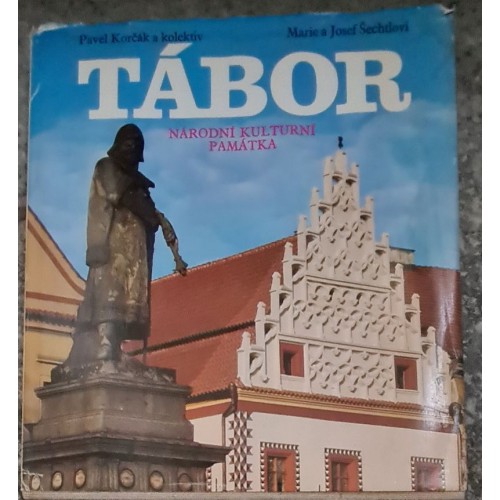 Pavel Korčák a kolektiv
Marie a Josef Šechtlovi
TÁBOR
NÁRODNÍ KULTURNÍ
PAMÁTKA